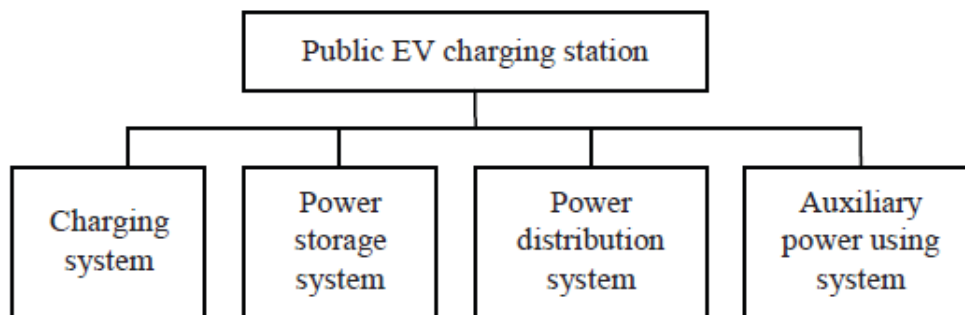 Public EV charging station
Charging
system
Power
storage
system
Power
distribution
system
Auxiliary
power using
system